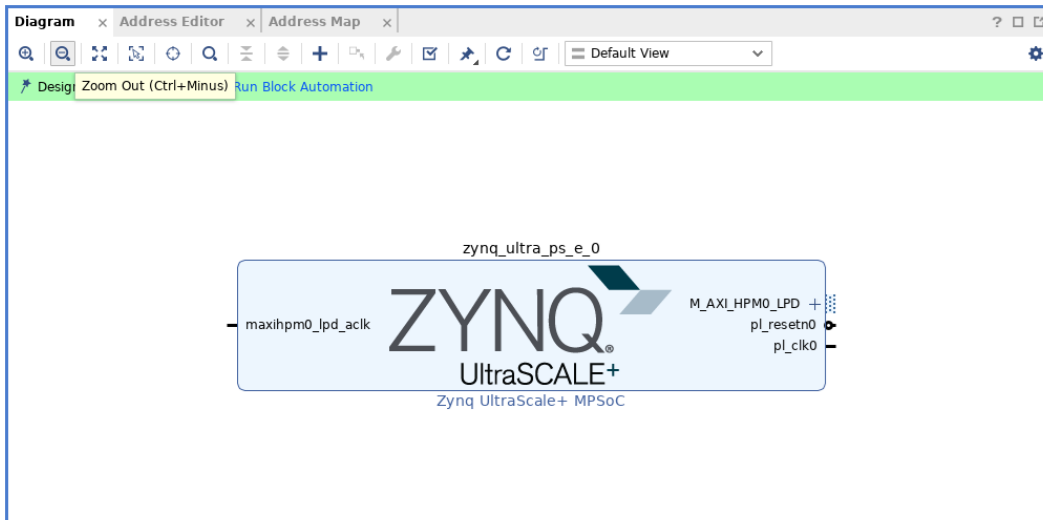 Diagram × Address Editor × Address Map × ?
Default View
Desig
Zoom Out (Ctrl+Minus)
Run Block Automation
zynq_ultra_ps_e_0
M_AXI_HPM0_LPD
maxihpm0_lpd_aclk
pl_resetn0
pl_clk0
ZYNQ®
UltraSCALE+
Zynq UltraScale+ MPSoC